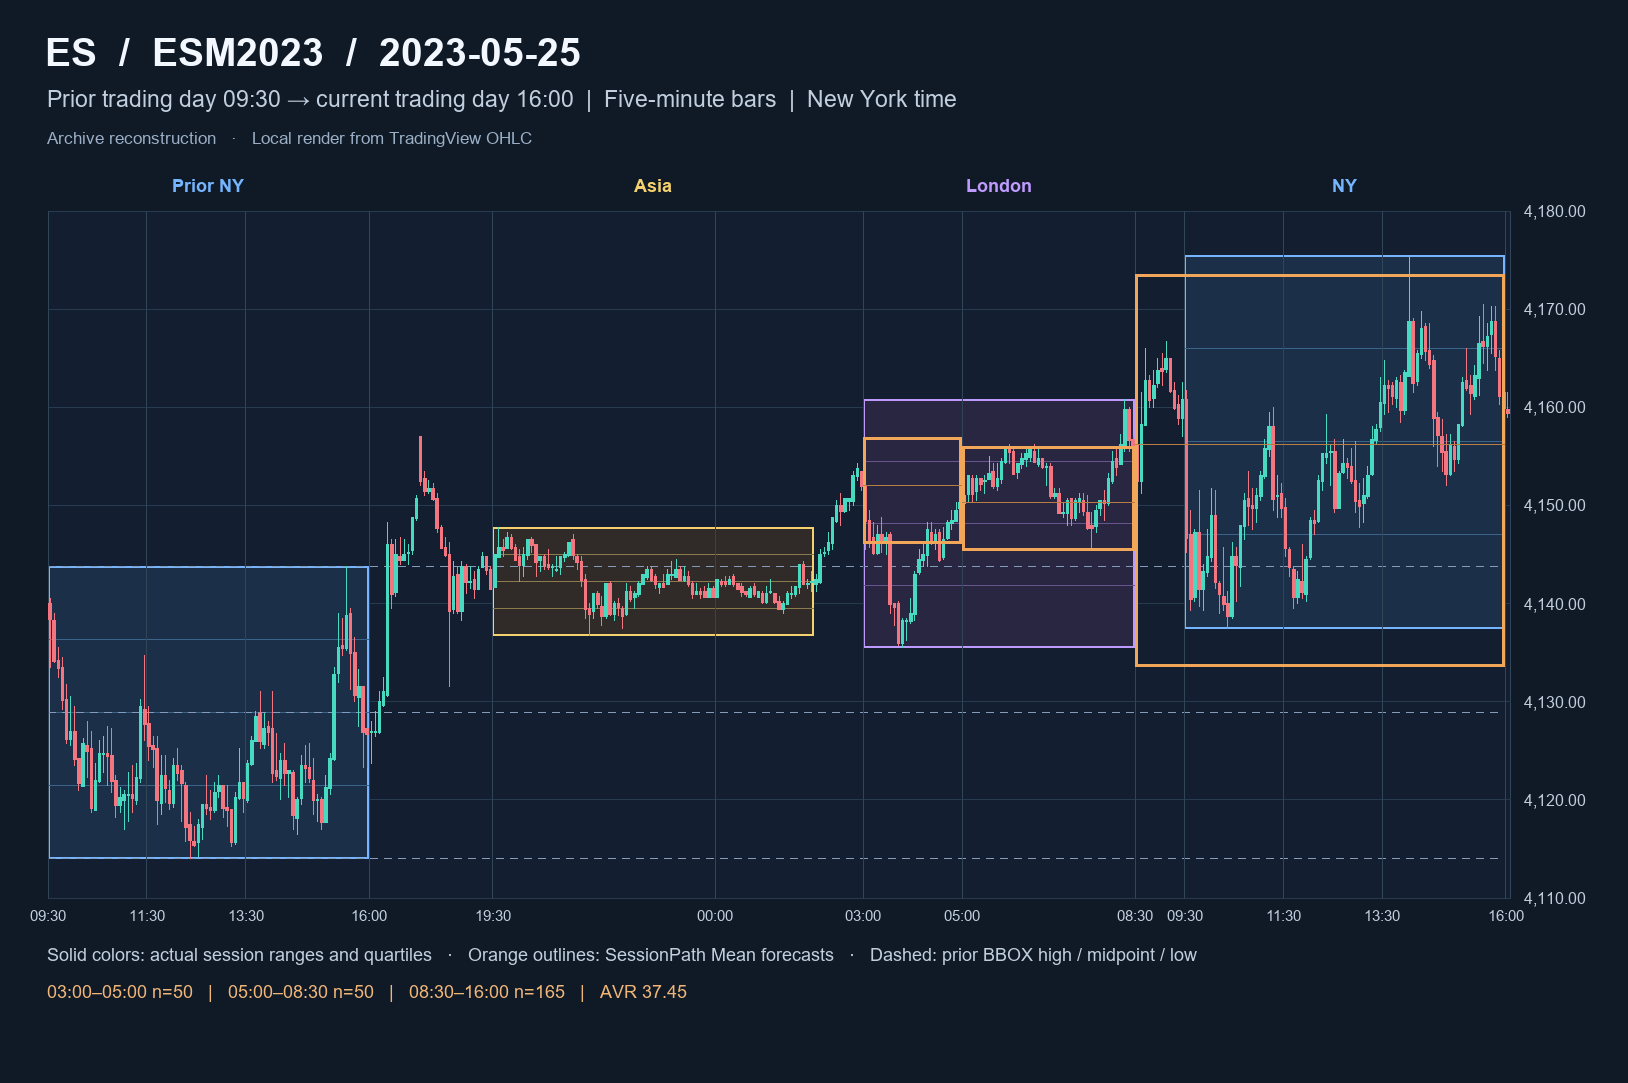 ES / ESM2023 / 2023-05-25
Prior trading day 09:30 → current trading day 16:00 | Five-minute bars | New York time
Archive reconstruction · Local render from TradingView OHLC
Prior NY Asia London NY
4,180.00
4,170.00
4,160.00
4,150.00
4,140.00
4,130.00
4,120.00
4,110.00
09:30 11:30 13:30 16:00 19:30 00:00 03:00 05:00 08:30 09:30 11:30 13:30 16:00
Solid colors: actual session ranges and quartiles · Orange outlines: SessionPath Mean forecasts · Dashed: prior BBOX high / midpoint / low
03:00–05:00 n=50 | 05:00–08:30 n=50 | 08:30–16:00 n=165 | AVR 37.45